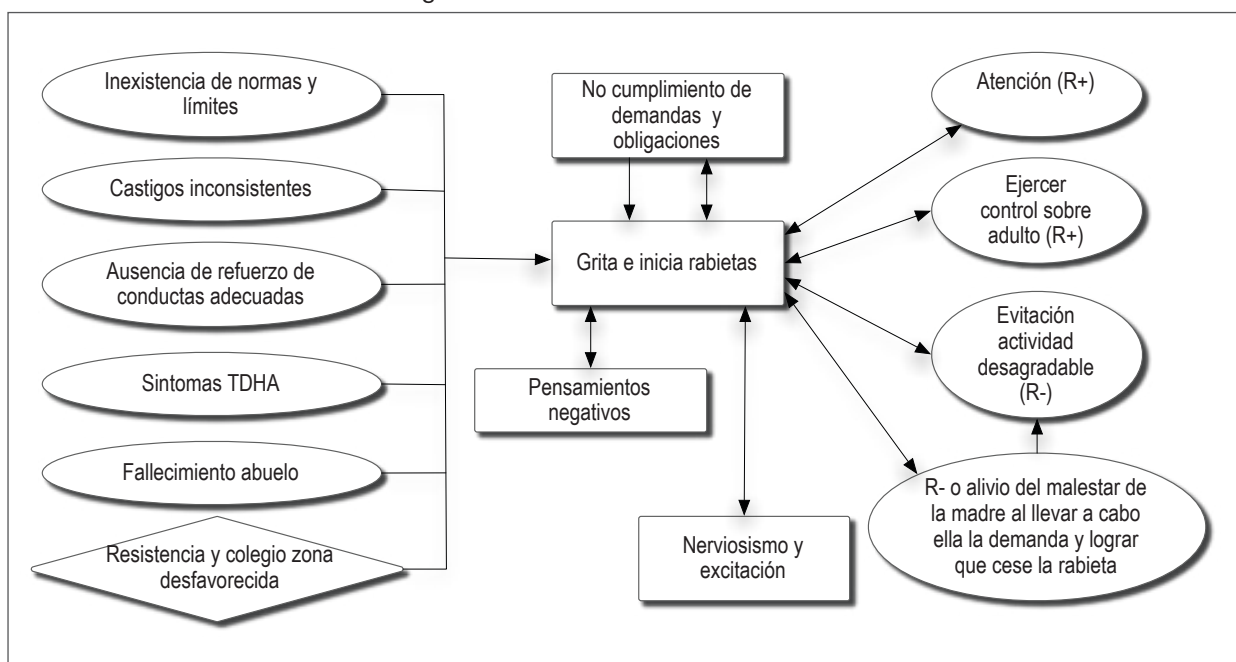 Inexistencia de normas y
límites
Castigos inconsistentes
Ausencia de refuerzo de
conductas adecuadas
Sintomas TDHA
Fallecimiento abuelo
Resistencia y colegio zona
desfavorecida
No cumplimiento de
demandas y
obligaciones
Grita e inicia rabietas
Pensamientos
negativos
Nerviosismo y
excitación
Atención (R+)
Ejercer
control sobre
adulto (R+)
Evitación
actividad
desagradable
(R-)
R- o alivio del malestar de
la madre al llevar a cabo
ella la demanda y lograr
que cese la rabieta